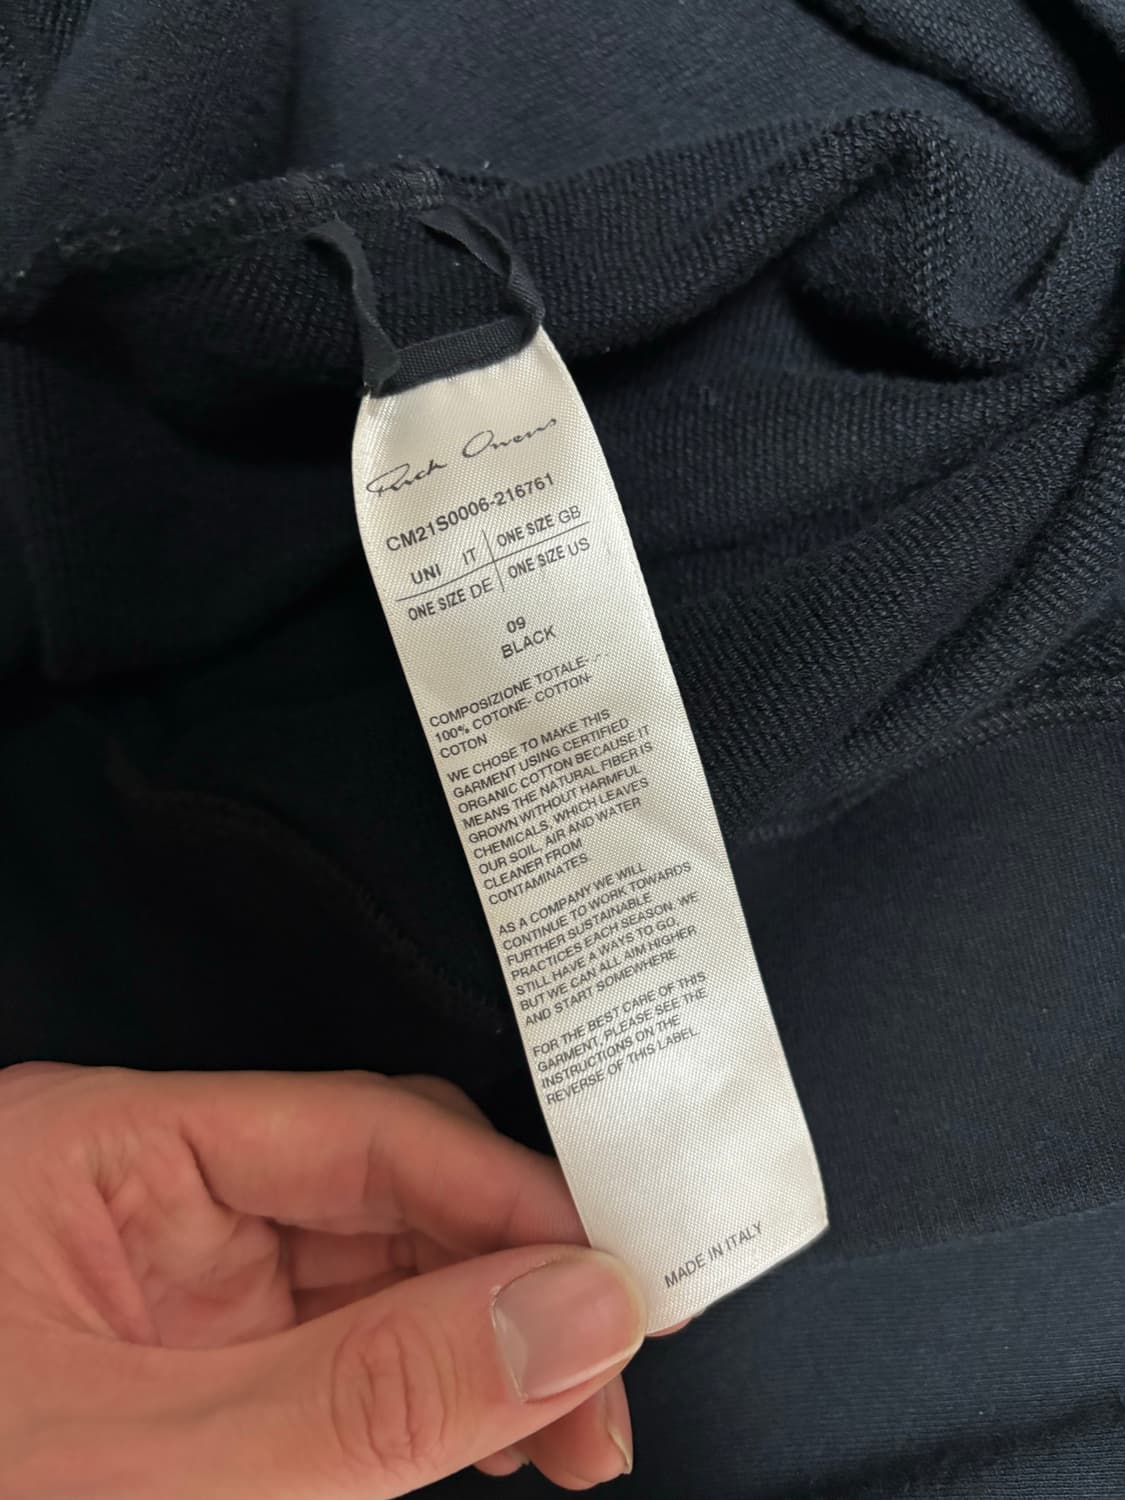 Rick Owens
CM21S0006-216761
UNI IT ONE SIZE GB
ONE SIZE DE ONE SIZE US
09
BLACK
COMPOSIZIONE TOTALE-
100% COTONE- COTTON-
COTON
WE CHOSE TO MAKE THIS
GARMENT USING CERTIFIED
ORGANIC COTTON BECAUSE IT
MEANS THE NATURAL FIBER IS
GROWN WITHOUT HARMFUL
CHEMICALS, WHICH LEAVES
OUR SOIL, AIR AND WATER
CLEANER FROM
CONTAMINATES.
AS A COMPANY WE WILL
CONTINUE TO WORK TOWARDS
FURTHER SUSTAINABLE
PRACTICES EACH SEASON. WE
STILL HAVE A WAYS TO GO,
BUT WE CAN ALL AIM HIGHER
AND START SOMEWHERE
FOR THE BEST CARE OF THIS
GARMENT, PLEASE SEE THE
INSTRUCTIONS ON THE
REVERSE OF THIS LABEL.
MADE IN ITALY